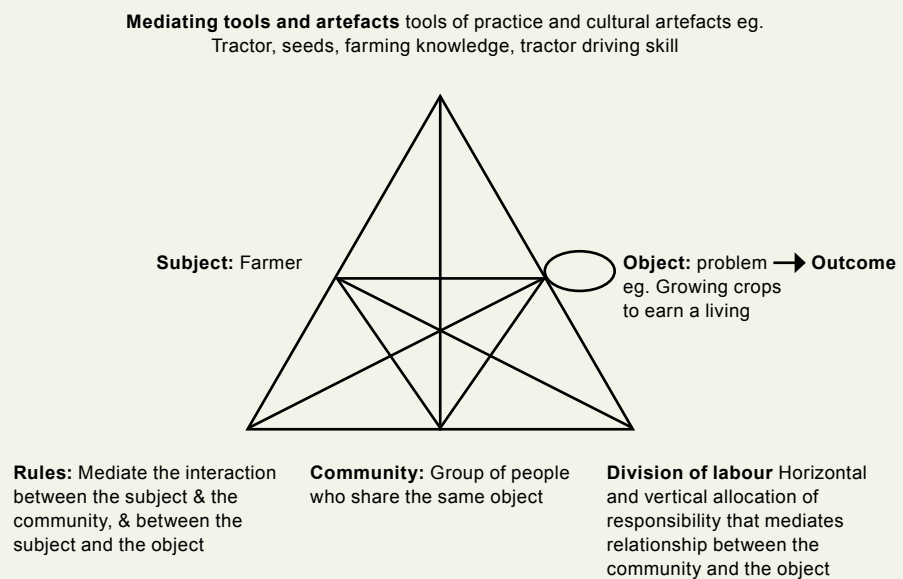 Mediating tools and artefacts tools of practice and cultural artefacts eg.
Tractor, seeds, farming knowledge, tractor driving skill
Subject: Farmer
Object: problem
Outcome
eg. Growing crops
to earn a living
Rules: Mediate the interaction
between the subject & the
community, & between the
subject and the object
Community: Group of people
who share the same object
Division of labour Horizontal
and vertical allocation of
responsibility that mediates
relationship between the
community and the object